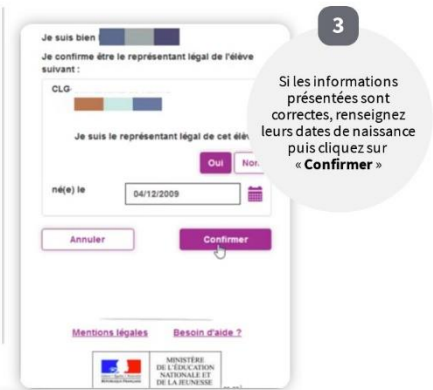 Je suis bien
Je confirme être le représentant légal de l'élève
suivant :
CLG
Je suis le représentant légal de cet élè
Oui
Non
né(e) le
04/12/2009
Annuler
Confirmer
Mentions légales
Besoin d'aide ?
MINISTÈRE
DE L'ÉDUCATION
NATIONALE ET
DE LA JEUNESSE
3
Si les informations
présentées sont
correctes, renseignez
leurs dates de naissance
puis cliquez sur
« Confirmer »